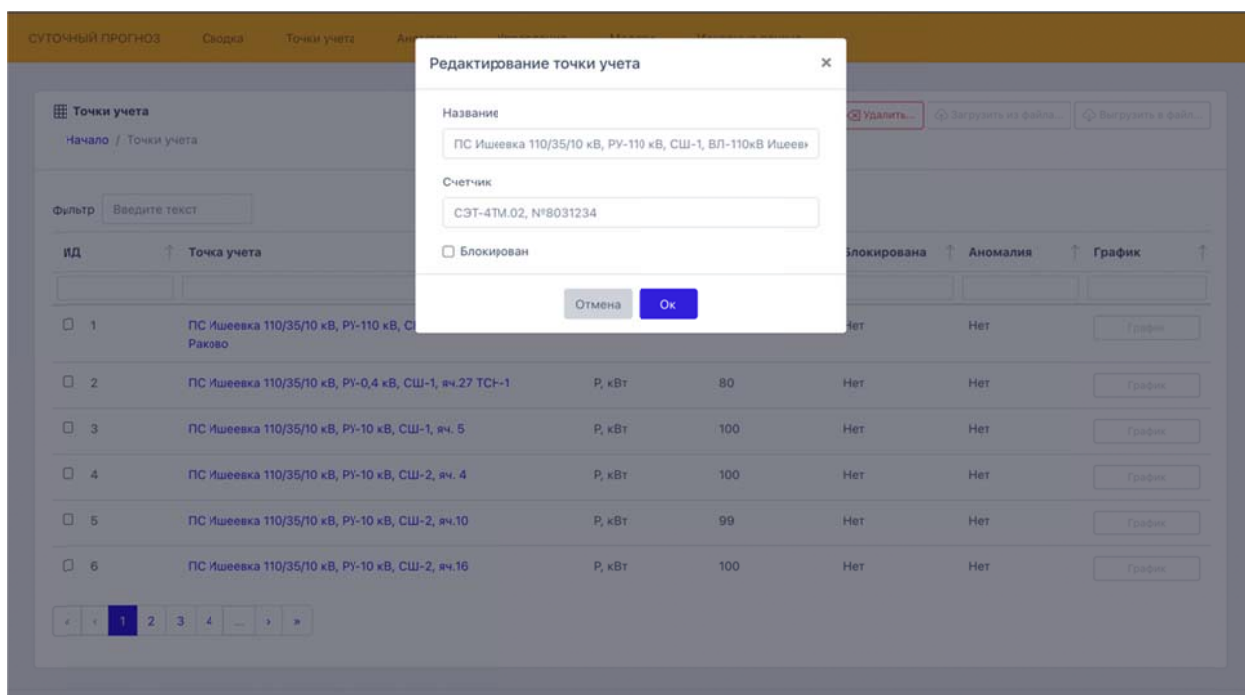 СУТОЧНЫЙ ПРОГНОЗ Сводка Точки учета
Редактирование точки учета ×
Точки учета
Начало / Точки учета
Удалить... Загрузить из файла... Выгрузить в файл...
Название
ПС Ишеевка 110/35/10 кВ, РУ-110 кВ, СШ-1, ВЛ-110кВ
Счетчик
СЭТ-4ТМ.02, №8031234
Фильтр Введите текст
Блокирован
ИД Точка учета Блокирована Аномалия График
Отмена Ок
1 ПС Ишеевка 110/35/10 кВ, РУ-110 кВ, Нет Нет График
Раково
2 ПС Ишеевка 110/35/10 кВ, РУ-0,4 кВ, СШ-1, яч.27 ТСН-1 P, кВт 80 Нет Нет График
3 ПС Ишеевка 110/35/10 кВ, РУ-10 кВ, СШ-1, яч. 5 P, кВт 100 Нет Нет График
4 ПС Ишеевка 110/35/10 кВ, РУ-10 кВ, СШ-2, яч. 4 P, кВт 100 Нет Нет График
5 ПС Ишеевка 110/35/10 кВ, РУ-10 кВ, СШ-2, яч.10 P, кВт 99 Нет Нет График
6 ПС Ишеевка 110/35/10 кВ, РУ-10 кВ, СШ-2, яч.16 P, кВт 100 Нет Нет График
« ‹ 1 2 3 4 ... › »